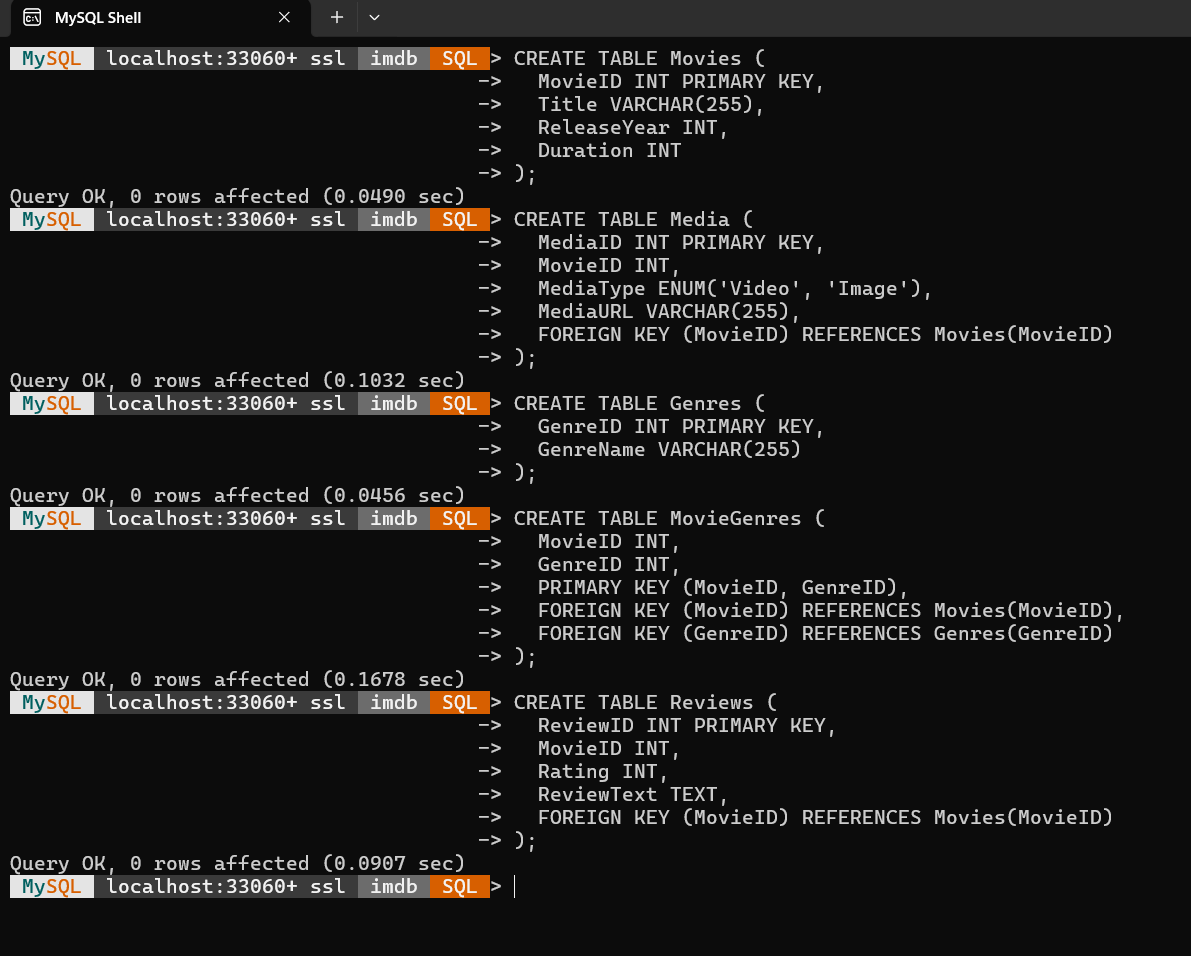 MySQL Shell
MySQL localhost:33060+ ssl imdb SQL > CREATE TABLE Movies (
-> MovieID INT PRIMARY KEY,
-> Title VARCHAR(255),
-> ReleaseYear INT,
-> Duration INT
-> );
Query OK, 0 rows affected (0.0490 sec)
MySQL localhost:33060+ ssl imdb SQL > CREATE TABLE Media (
-> MediaID INT PRIMARY KEY,
-> MovieID INT,
-> MediaType ENUM('Video', 'Image'),
-> MediaURL VARCHAR(255),
-> FOREIGN KEY (MovieID) REFERENCES Movies(MovieID)
-> );
Query OK, 0 rows affected (0.1032 sec)
MySQL localhost:33060+ ssl imdb SQL > CREATE TABLE Genres (
-> GenreID INT PRIMARY KEY,
-> GenreName VARCHAR(255)
-> );
Query OK, 0 rows affected (0.0456 sec)
MySQL localhost:33060+ ssl imdb SQL > CREATE TABLE MovieGenres (
-> MovieID INT,
-> GenreID INT,
-> PRIMARY KEY (MovieID, GenreID),
-> FOREIGN KEY (MovieID) REFERENCES Movies(MovieID),
-> FOREIGN KEY (GenreID) REFERENCES Genres(GenreID)
-> );
Query OK, 0 rows affected (0.1678 sec)
MySQL localhost:33060+ ssl imdb SQL > CREATE TABLE Reviews (
-> ReviewID INT PRIMARY KEY,
-> MovieID INT,
-> Rating INT,
-> ReviewText TEXT,
-> FOREIGN KEY (MovieID) REFERENCES Movies(MovieID)
-> );
Query OK, 0 rows affected (0.0907 sec)
MySQL localhost:33060+ ssl imdb SQL >